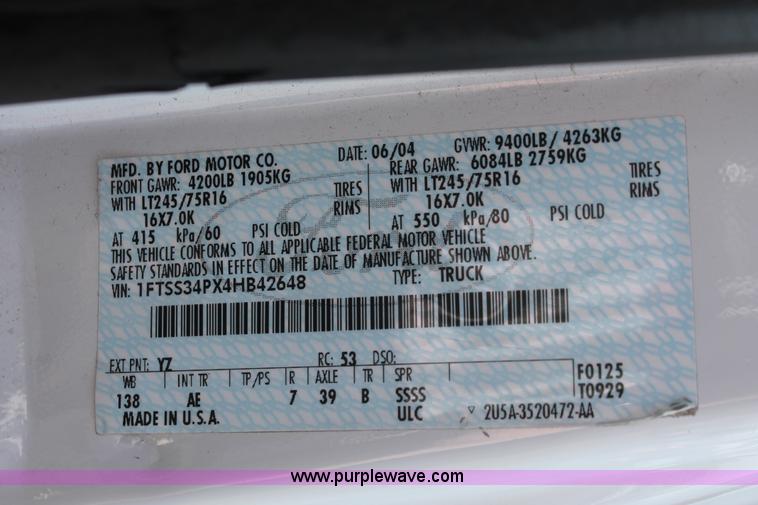 MFD. BY FORD MOTOR CO. DATE: 06/04 GVWR: 9400LB/ 4263KG
FRONT GAWR: 4200LB 1905KG REAR GAWR: 6084LB 2759KG
WITH LT245/75R16 TIRES WITH LT245/75R16 TIRES
16X7.0K RIMS 16X7.0K RIMS
AT 415 kPa/60 PSI COLD AT 550 kPa/80 PSI COLD
THIS VEHICLE CONFORMS TO ALL APPLICABLE FEDERAL MOTOR VEHICLE
SAFETY STANDARDS IN EFFECT ON THE DATE OF MANUFACTURE SHOWN ABOVE.
VIN: 1FTSS34PX4HB42648 TYPE: TRUCK
EXT PNT: YZ RC: 53 DSO:
WB INT TR TP/PS R AXLE TR SPR F0125
138 AE 7 39 B SSSS T0929
MADE IN U.S.A. ULC ▽ 2U5A-3520472-AA
www.purplewave.com